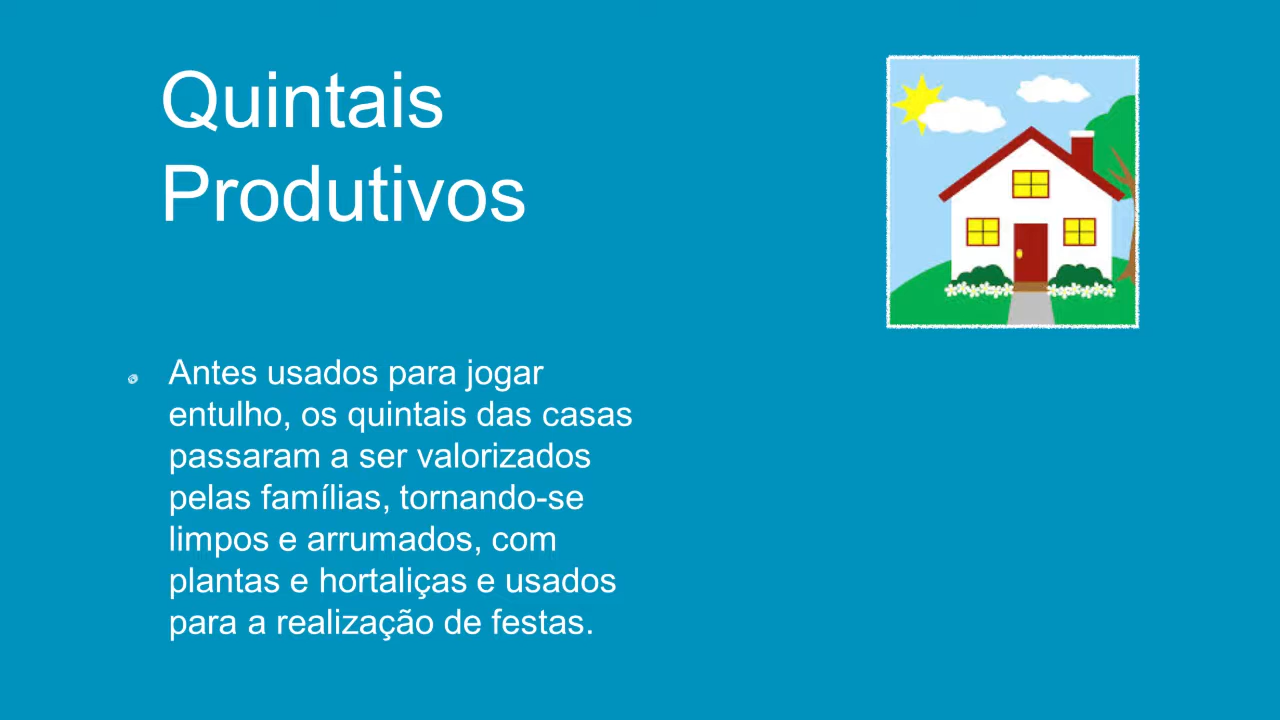 Quintais
Produtivos
Antes usados para jogar
entulho, os quintais das casas
passaram a ser valorizados
pelas famílias, tornando-se
limpos e arrumados, com
plantas e hortaliças e usados
para a realização de festas.